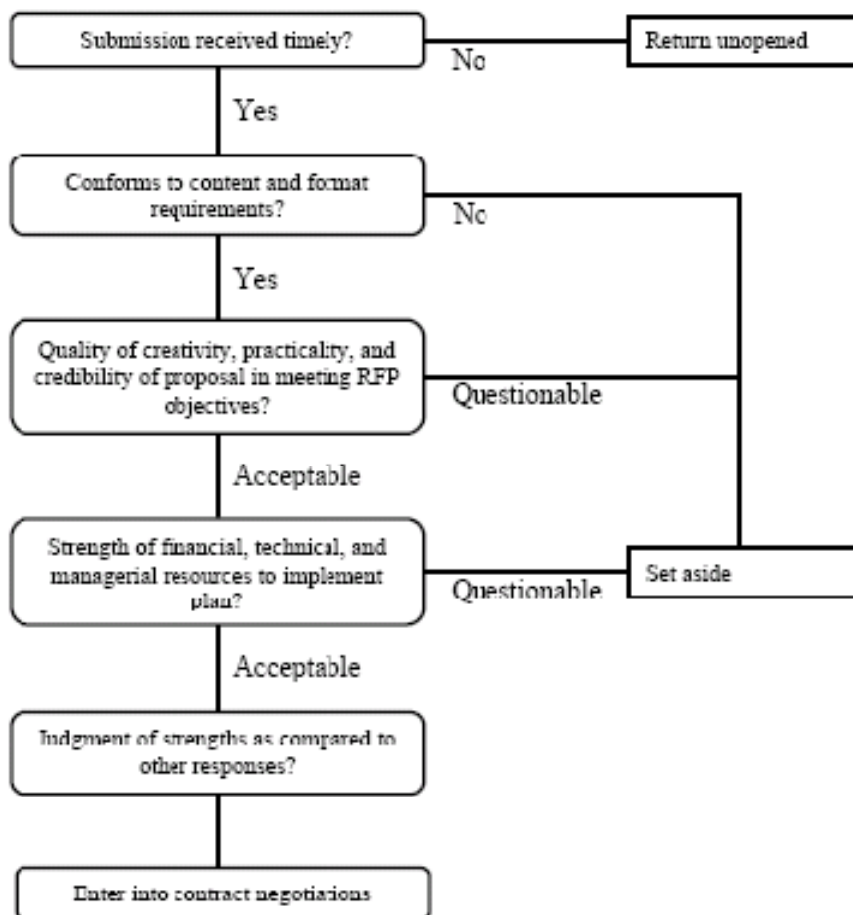 Submission received timely?
No
Return unopened
Yes
Conforms to content and format
requirements?
No
Yes
Quality of creativity, practicality, and
credibility of proposal in meeting RFP
objectives?
Questionable
Acceptable
Strength of financial, technical, and
managerial resources to implement
plan?
Questionable
Set aside
Acceptable
Judgment of strengths as compared to
other responses?
Enter into contract negotiations